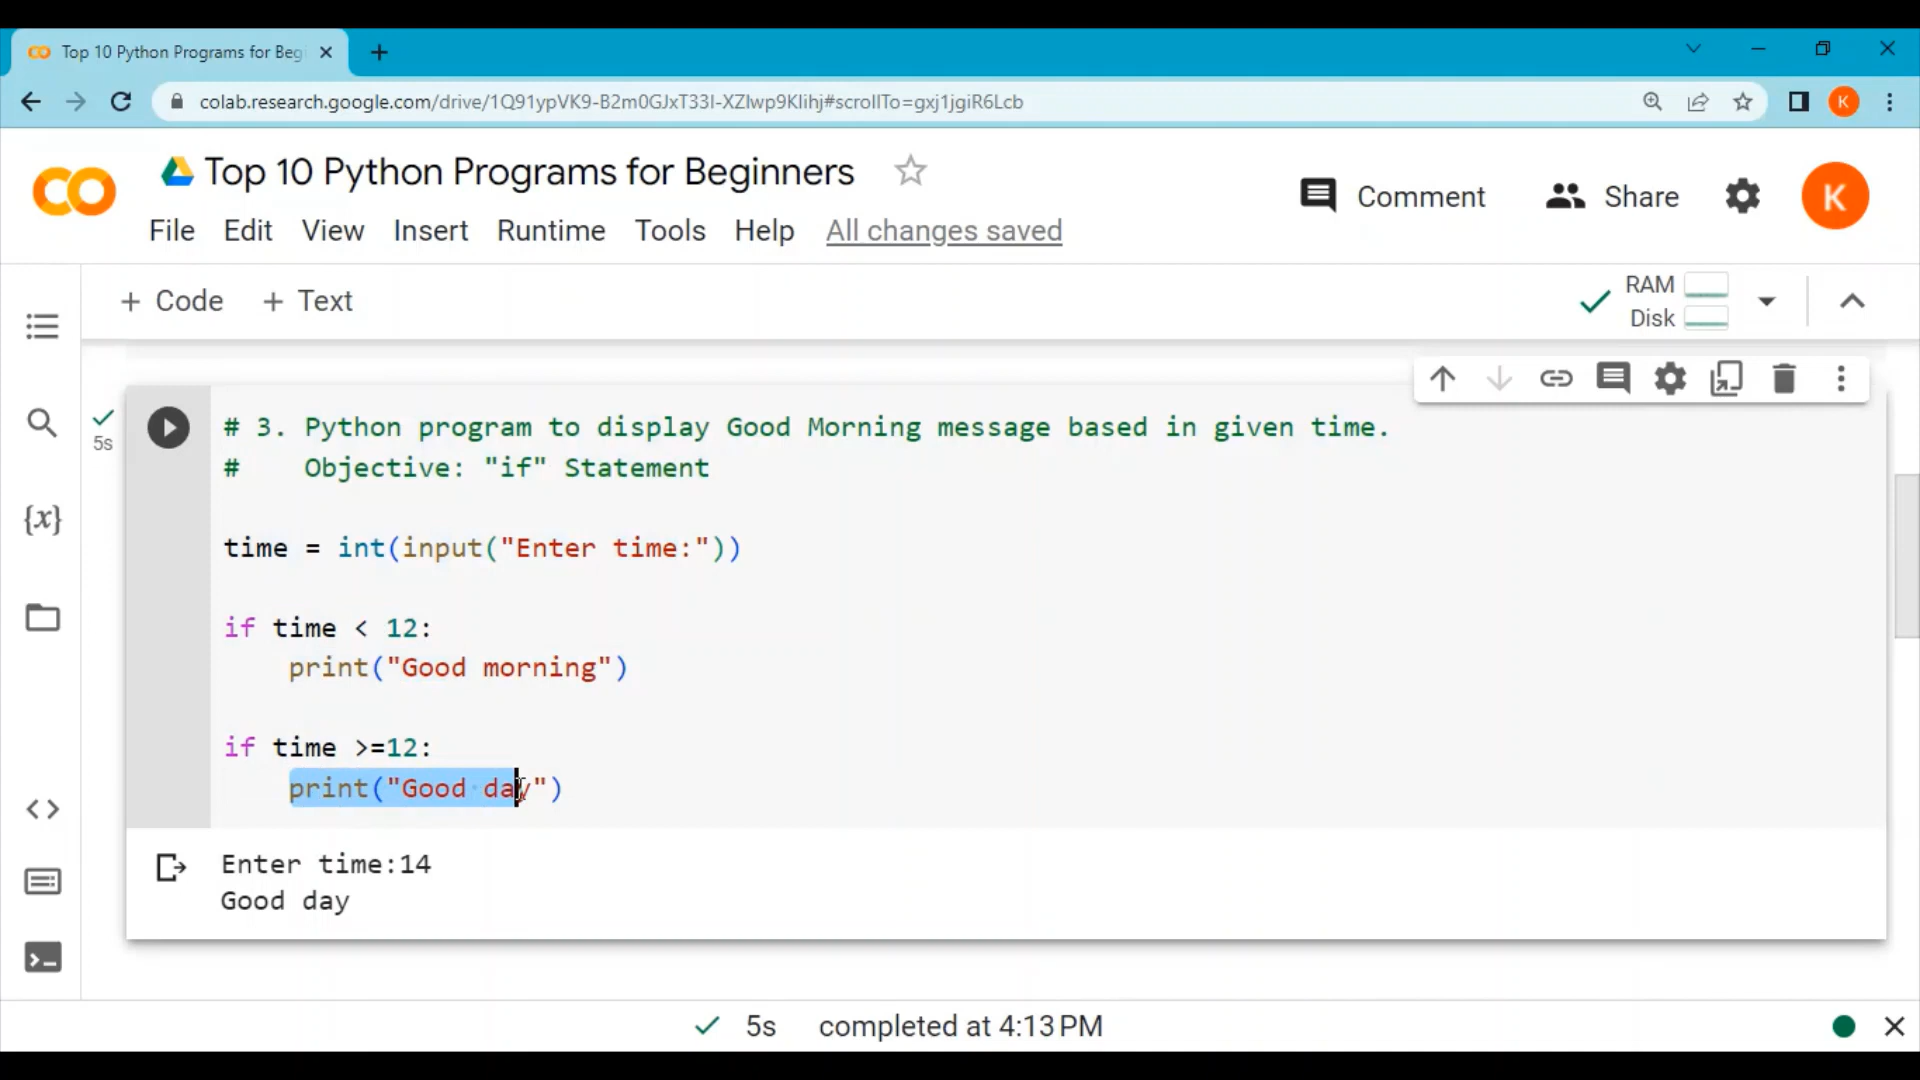 Top 10 Python Programs for Beg
colab.research.google.com/drive/1Q91ypVK9-B2m0GJxT33I-XZlwp9Klihj#scrollTo=gxj1jgiR6Lcb
K
Top 10 Python Programs for Beginners
Comment
Share
K
File Edit View Insert Runtime Tools Help All changes saved
+ Code + Text
RAM
Disk
5s
# 3. Python program to display Good Morning message based in given time.
#    Objective: "if" Statement
time = int(input("Enter time:"))
if time < 12:
    print("Good morning")
if time >=12:
    print("Good day")
{x}
Enter time:14
Good day
5s completed at 4:13 PM